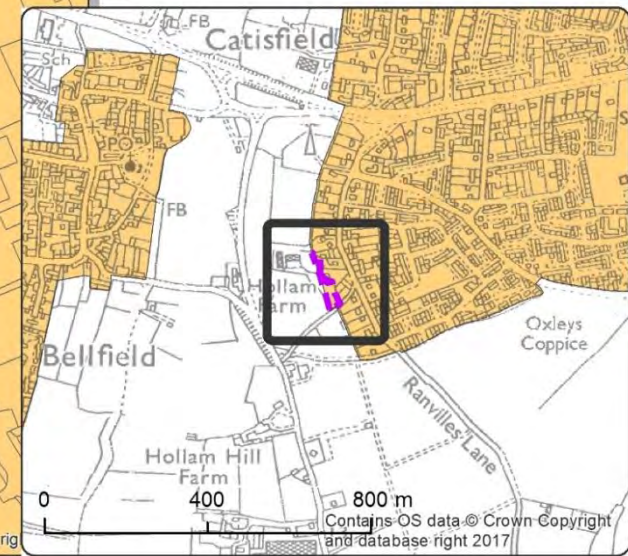 FB
Catisfield
Sch
S
FB
Hollam
Farm
Bellfield
Oxleys
Coppice
Ranvilles Lane
Hollam Hill
Farm
0 400 800 m
Contains OS data © Crown Copyright
and database right 2017
rig